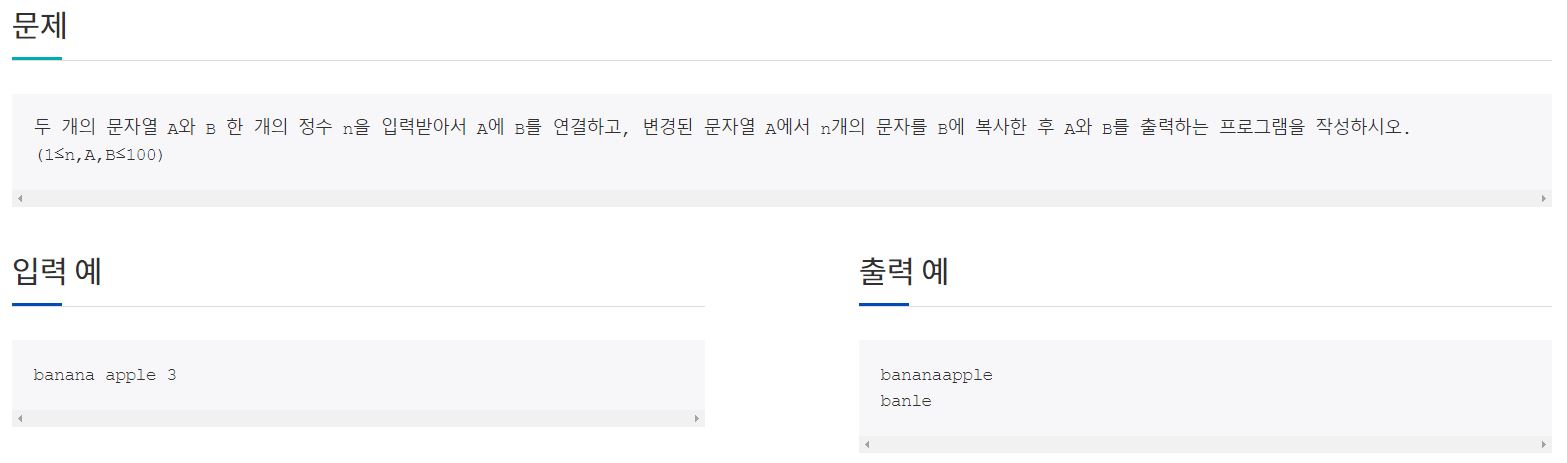 문제
두 개의 문자열 A와 B 한 개의 정수 n을 입력받아서 A에 B를 연결하고, 변경된 문자열 A에서 n개의 문자를 B에 복사한 후 A와 B를 출력하는 프로그램을 작성하시오.
(1≤n,A,B≤100)
입력 예
banana apple 3
출력 예
bananaapple
banle